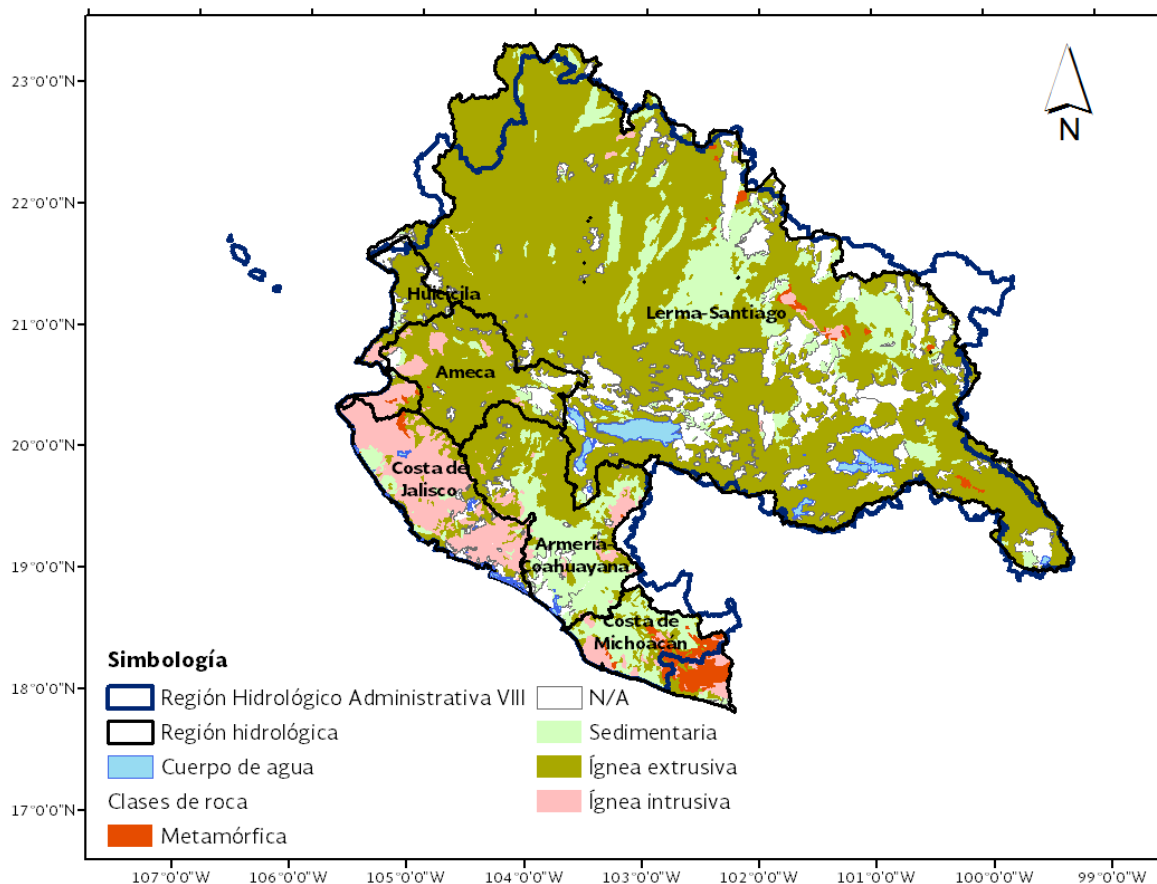 N
23°0'0"N
22°0'0"N
21°0'0"N
20°0'0"N
19°0'0"N
18°0'0"N
17°0'0"N
Huicicila
Lerma-Santiago
Ameca
Costa de
Jalisco
Armería-
Coahuayana
Costa de
Michoacán
Simbología
Región Hidrológico Administrativa VIII
Región hidrológica
Cuerpo de agua
Clases de roca
Metamórfica
N/A
Sedimentaria
Ígnea extrusiva
Ígnea intrusiva
107°0'0"W
106°0'0"W
105°0'0"W
104°0'0"W
103°0'0"W
102°0'0"W
101°0'0"W
100°0'0"W
99°0'0"W